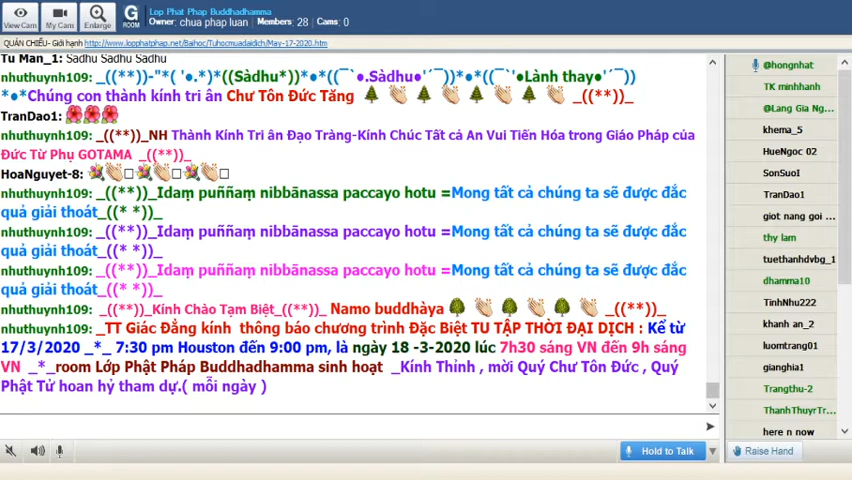 Lop Phat Phap Buddhadhamma
Owner: chua phap luan Members: 28 Cams: 0
View Cam
My Cam
Enlarge
G
ROOM
QUÁN CHIẾU- Giới hạnh http://www.lopphatphap.net/Baihoc/Tuhocmuadaidich/May-17-2020.htm
Tu Man_1: Sadhu Sadhu Sadhu
nhuthuynh109: _((**))-"*( '●.*)*((Sàdhu*))*●*((¯`●.Sàdhu●'´¯))*●*((¯`'●Lành thay●'´¯))
*●*Chúng con thành kính tri ân Chư Tôn Đức Tăng 🌲 👏 🌲 👏 🌲 👏 🌲 👏 _((**))_
TranDao1: 🌺🌺🌺
nhuthuynh109: _((**))_NH Thành Kính Tri ân Đạo Tràng-Kính Chúc Tất cả An Vui Tiến Hóa trong Giáo Pháp của
Đức Từ Phụ GOTAMA _((**))_
HoaNguyet-8: 💐👏□💐👏□💐👏□
nhuthuynh109: _((**))_Idaṃ puññaṃ nibbānassa paccayo hotu =Mong tất cả chúng ta sẽ được đắc
quả giải thoát_((* *))_
nhuthuynh109: _((**))_Idaṃ puññaṃ nibbānassa paccayo hotu =Mong tất cả chúng ta sẽ được đắc
quả giải thoát_((* *))_
nhuthuynh109: _((**))_Idaṃ puññaṃ nibbānassa paccayo hotu =Mong tất cả chúng ta sẽ được đắc
quả giải thoát_((* *))_
nhuthuynh109: _((**))_Kính Chào Tạm Biệt_((**))_ Namo buddhàya 🌳 👏 🌳 👏 🌳 👏 _((**))_
nhuthuynh109: _TT Giác Đẳng kính thông báo chương trình Đặc Biệt TU TẬP THỜI ĐẠI DỊCH : Kể từ
17/3/2020 _*_ 7:30 pm Houston đến 9:00 pm, là ngày 18 -3-2020 lúc 7h30 sáng VN đến 9h sáng
VN _*_room Lớp Phật Pháp Buddhadhamma sinh hoạt _Kính Thỉnh , mời Quý Chư Tôn Đức , Quý
Phật Tử hoan hỷ tham dự.( mỗi ngày )
Hold to Talk
@hongnhat
TK minhhanh
@Lang Gia Ng...
khema_5
HueNgoc 02
SonSuoI
TranDao1
giot nang goi ...
thy lam
tuethanhdvbg_1
dhamma10
TinhNhu222
khanh an_2
luomtrang01
gianghia1
Trangthu-2
ThanhThuyrTr...
here n now
Raise Hand